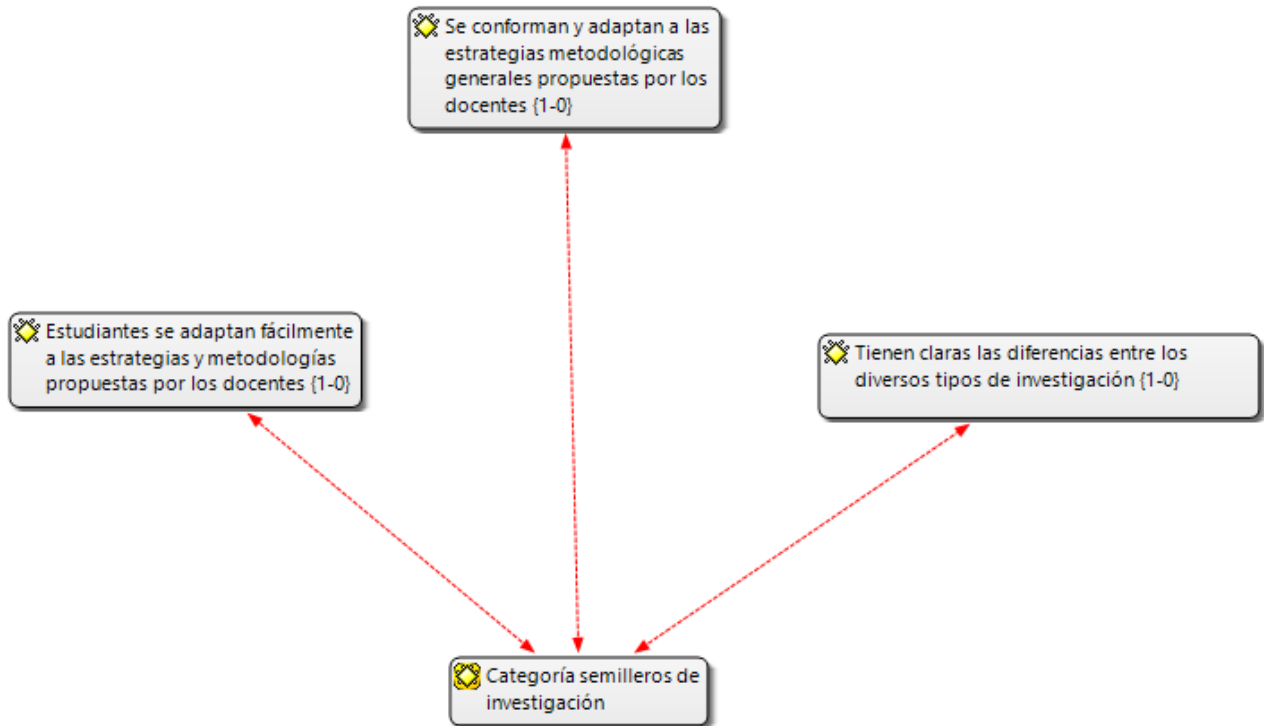 Se conforman y adaptan a las
estrategias metodológicas
generales propuestas por los
docentes {1-0}
Estudiantes se adaptan fácilmente
a las estrategias y metodologías
propuestas por los docentes {1-0}
Tienen claras las diferencias entre los
diversos tipos de investigación {1-0}
Categoría semilleros de
investigación